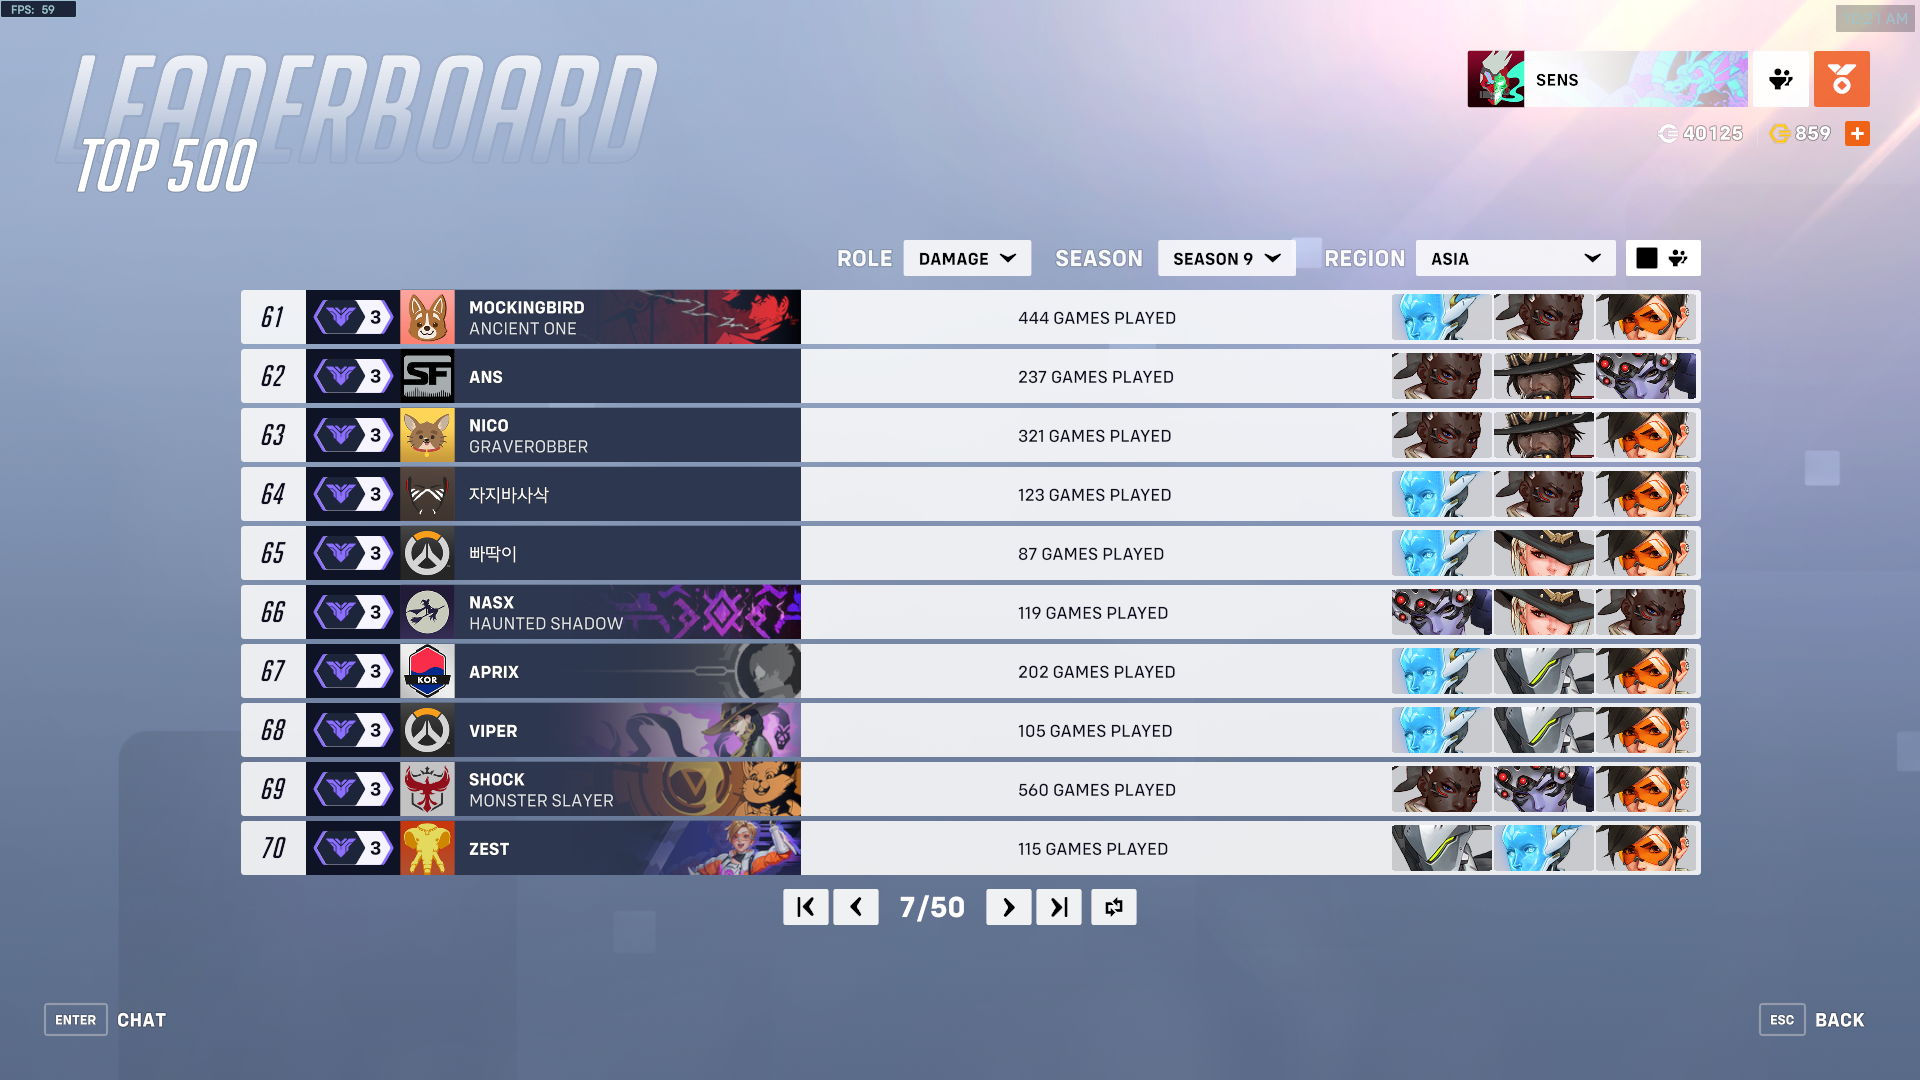 FPS: 59
LEADERBOARD
TOP 500
SENS
40125
859
ROLE DAMAGE SEASON SEASON 9 REGION ASIA
61 3 MOCKINGBIRD 444 GAMES PLAYED
ANCIENT ONE
62 3 SF ANS 237 GAMES PLAYED
63 3 NICO 321 GAMES PLAYED
GRAVEROBBER
64 3 자지바사삭 123 GAMES PLAYED
65 3 빠딱이 87 GAMES PLAYED
66 3 NASX 119 GAMES PLAYED
HAUNTED SHADOW
67 3 KOR APRIX 202 GAMES PLAYED
68 3 VIPER 105 GAMES PLAYED
69 3 SHOCK 560 GAMES PLAYED
MONSTER SLAYER
70 3 ZEST 115 GAMES PLAYED
7/50
ENTER CHAT
ESC BACK